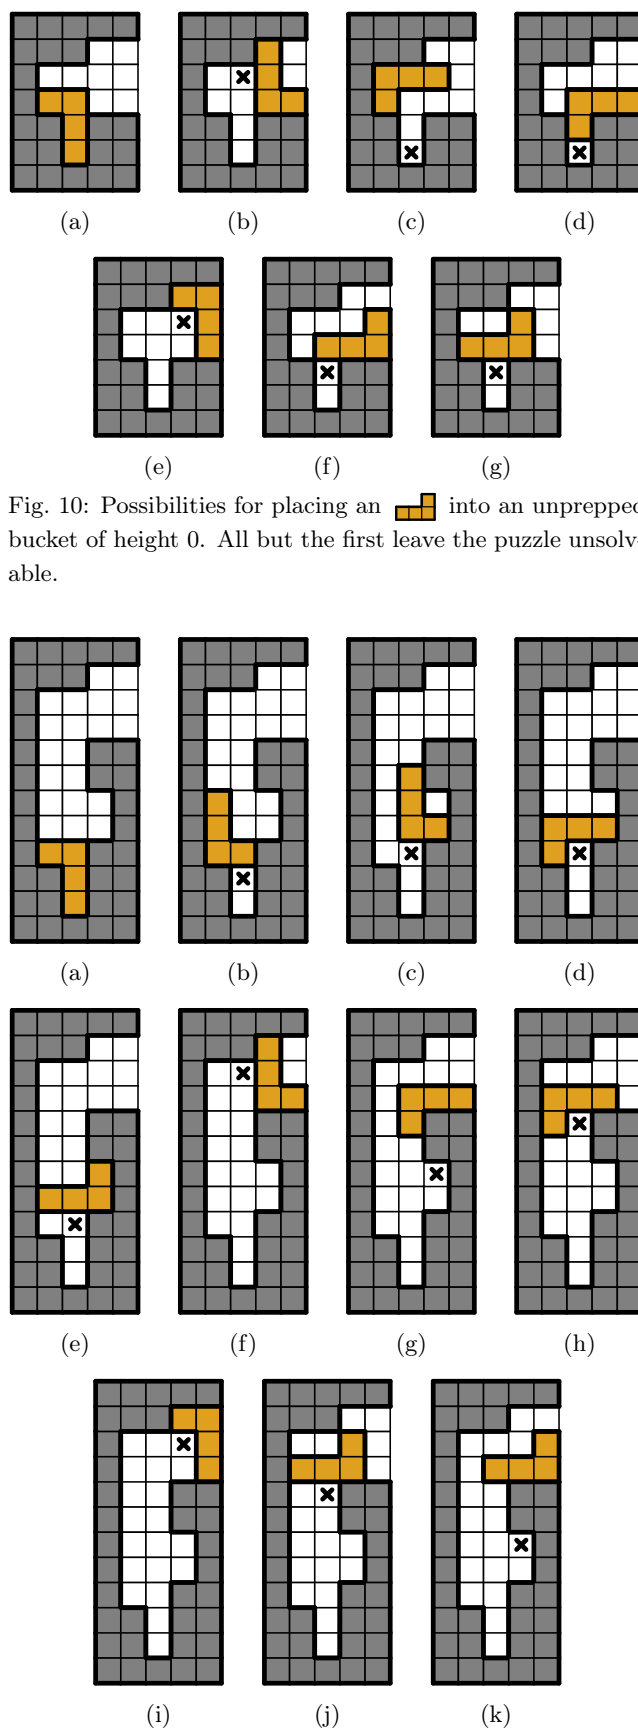 (a) (b) (c) (d)
(e) (f) (g)
Fig. 10: Possibilities for placing an into an unprepped
bucket of height 0. All but the first leave the puzzle unsolv-
able.
(a) (b) (c) (d)
(e) (f) (g) (h)
(i) (j) (k)